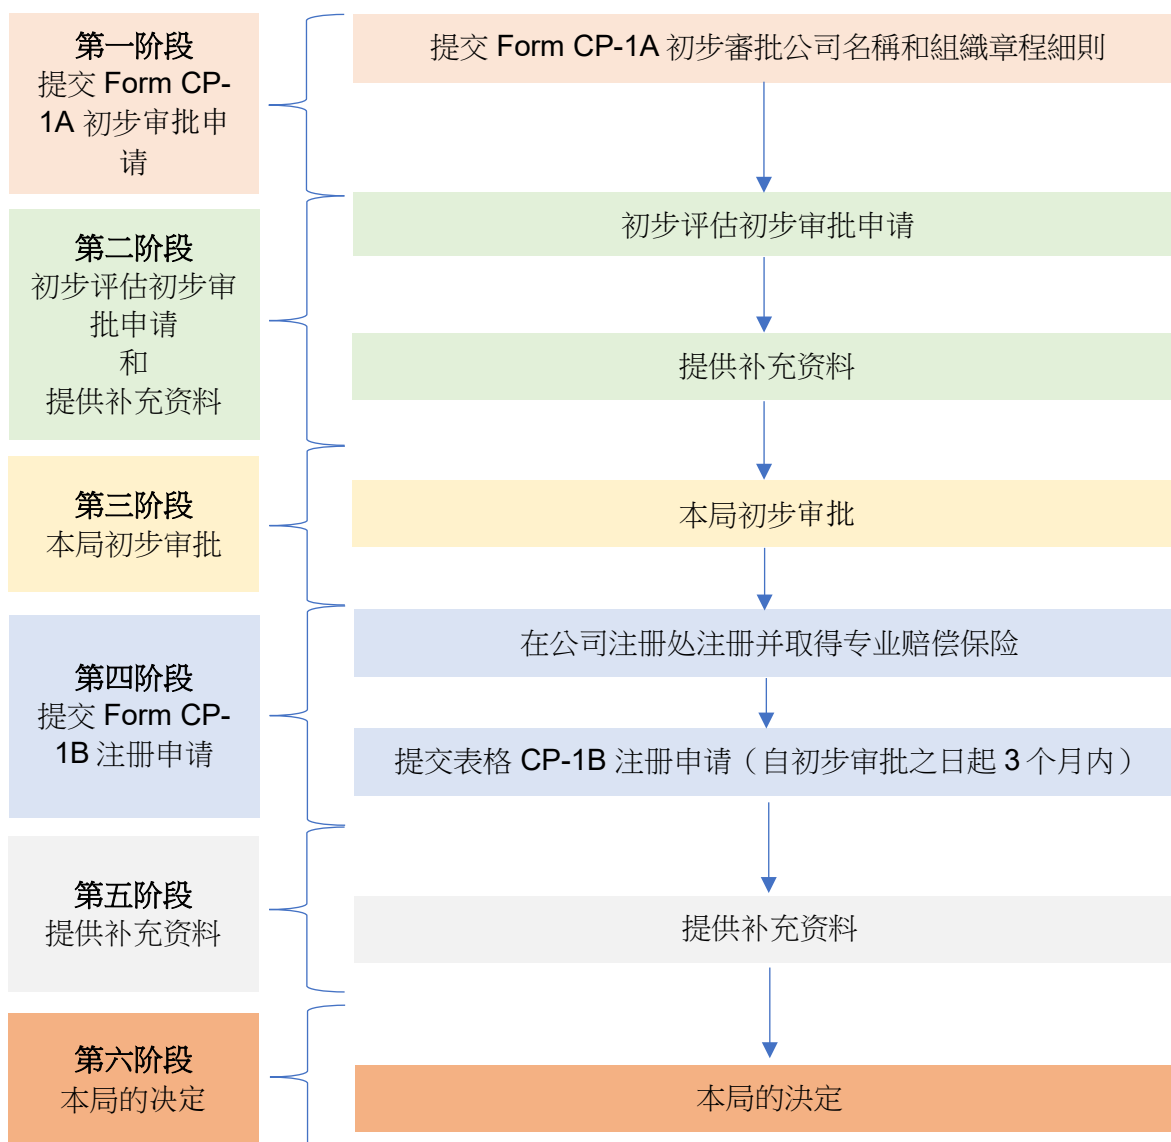 第一阶段
提交 Form CP-
1A 初步审批申
请
提交 Form CP-1A 初步審批公司名稱和組織章程細則
第二阶段
初步评估初步审
批申请
和
提供补充资料
初步评估初步审批申请
提供补充资料
第三阶段
本局初步审批
本局初步审批
第四阶段
提交 Form CP-
1B 注册申请
在公司注册处注册并取得专业赔偿保险
提交表格 CP-1B 注册申请（自初步审批之日起 3 个月内）
第五阶段
提供补充资料
提供补充资料
第六阶段
本局的决定
本局的决定